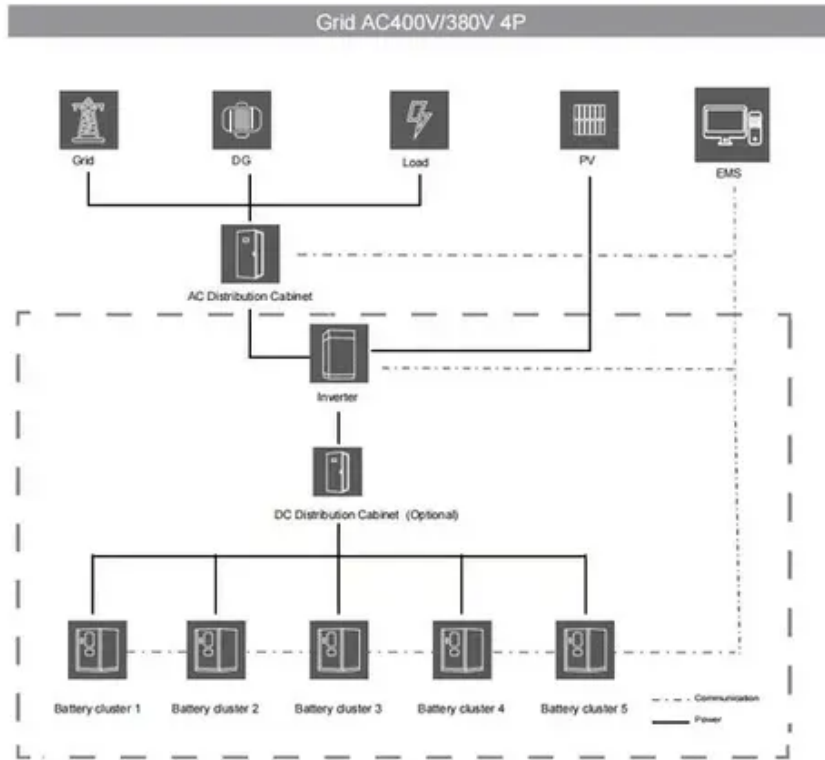 Grid AC400V/380V 4P
Grid
DG
Load
PV
EMS
AC Distribution Cabinet
Inverter
DC Distribution Cabinet (Optional)
Battery cluster 1
Battery cluster 2
Battery cluster 3
Battery cluster 4
Battery cluster 5
Communication
Power